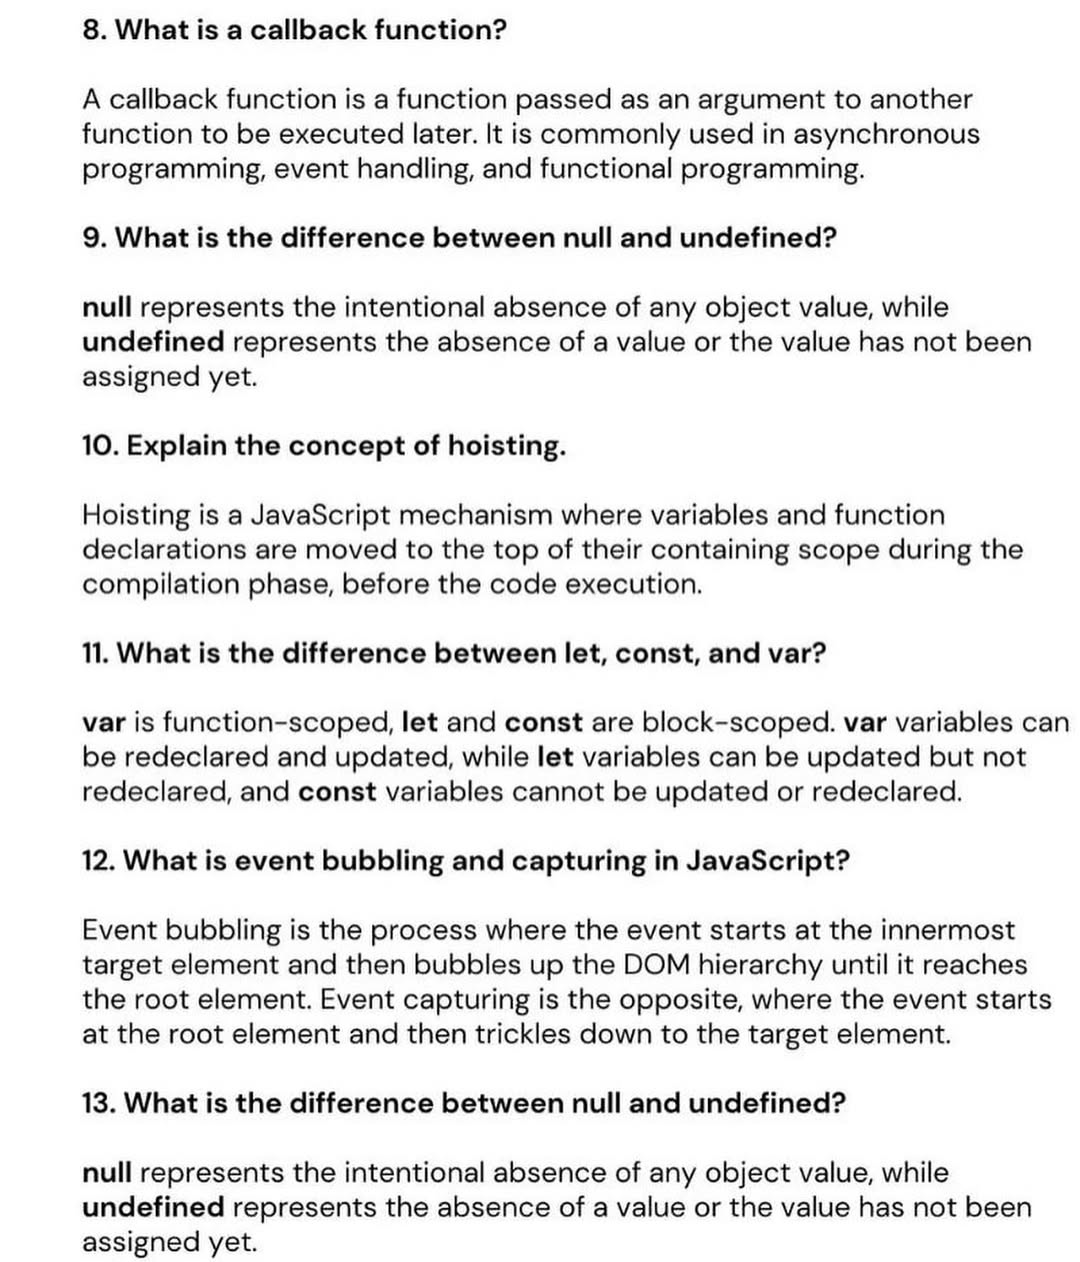 8. What is a callback function?
A callback function is a function passed as an argument to another
function to be executed later. It is commonly used in asynchronous
programming, event handling, and functional programming.
9. What is the difference between null and undefined?
null represents the intentional absence of any object value, while
undefined represents the absence of a value or the value has not been
assigned yet.
10. Explain the concept of hoisting.
Hoisting is a JavaScript mechanism where variables and function
declarations are moved to the top of their containing scope during the
compilation phase, before the code execution.
11. What is the difference between let, const, and var?
var is function-scoped, let and const are block-scoped. var variables can
be redeclared and updated, while let variables can be updated but not
redeclared, and const variables cannot be updated or redeclared.
12. What is event bubbling and capturing in JavaScript?
Event bubbling is the process where the event starts at the innermost
target element and then bubbles up the DOM hierarchy until it reaches
the root element. Event capturing is the opposite, where the event starts
at the root element and then trickles down to the target element.
13. What is the difference between null and undefined?
null represents the intentional absence of any object value, while
undefined represents the absence of a value or the value has not been
assigned yet.